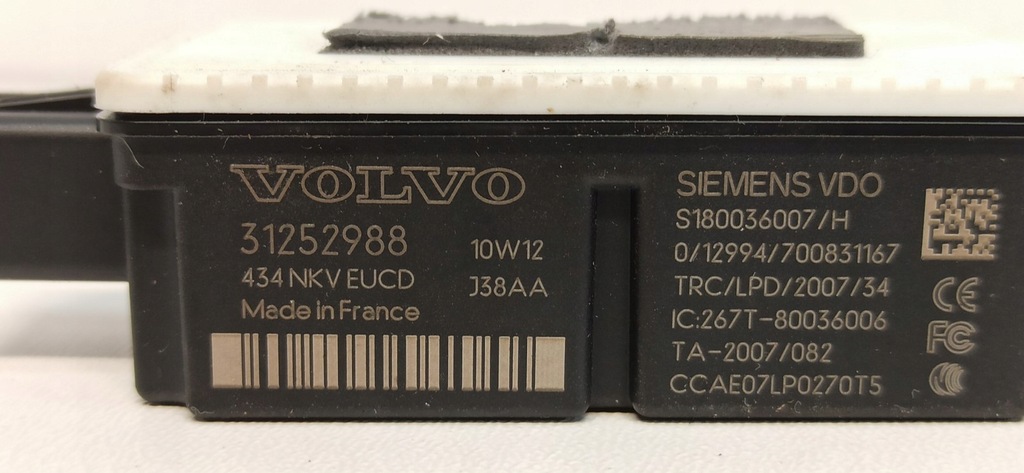 VOLVO
31252988
10W12
434 NKV EUCD
J38AA
Made in France
SIEMENS VDO
S180036007/H
0/12994/700831167
TRC/LPD/2007/34
IC:267T-80036006
TA-2007/082
CCAE07LP0270T5
CE
FC